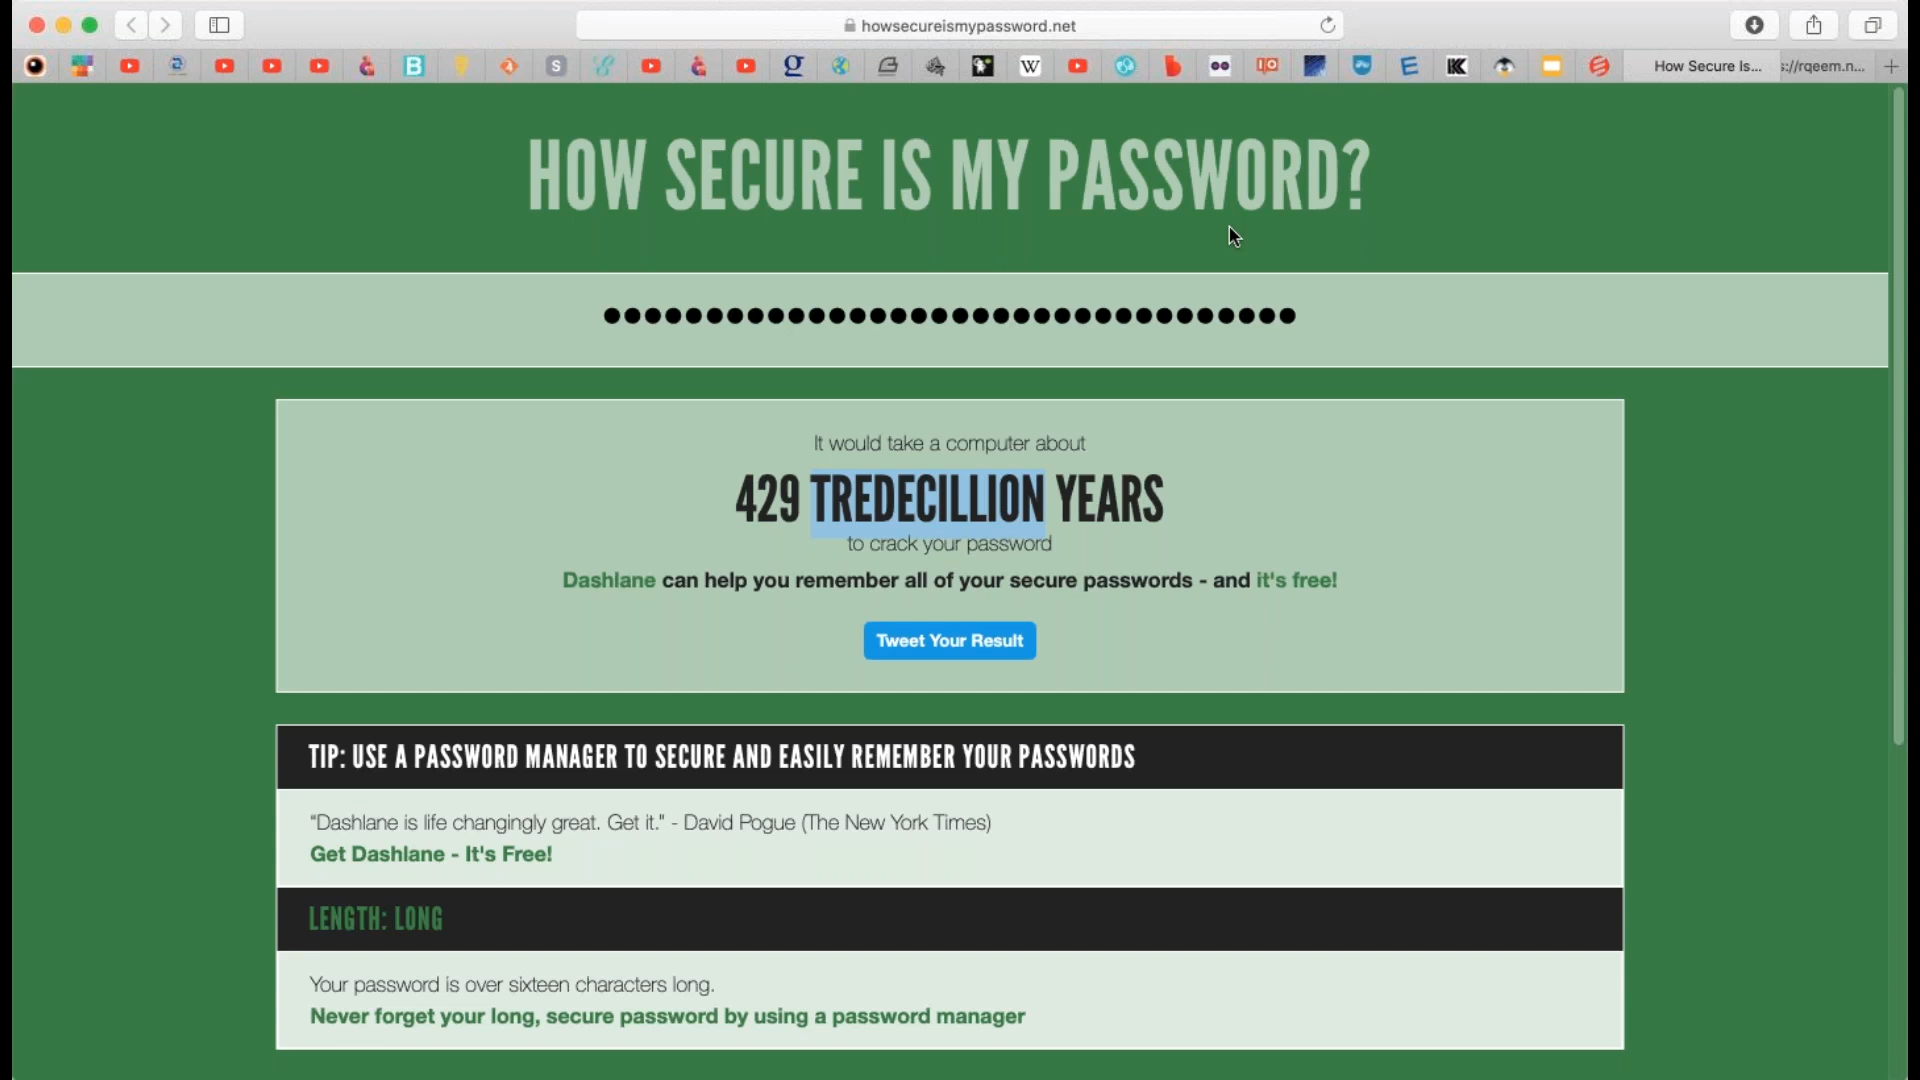 howsecureismypassword.net
How Secure Is... s://rqeem.n...
HOW SECURE IS MY PASSWORD?
It would take a computer about
429 TREDECILLION YEARS
to crack your password
Dashlane can help you remember all of your secure passwords - and it's free!
Tweet Your Result
TIP: USE A PASSWORD MANAGER TO SECURE AND EASILY REMEMBER YOUR PASSWORDS
"Dashlane is life changingly great. Get it." - David Pogue (The New York Times)
Get Dashlane - It's Free!
LENGTH: LONG
Your password is over sixteen characters long.
Never forget your long, secure password by using a password manager